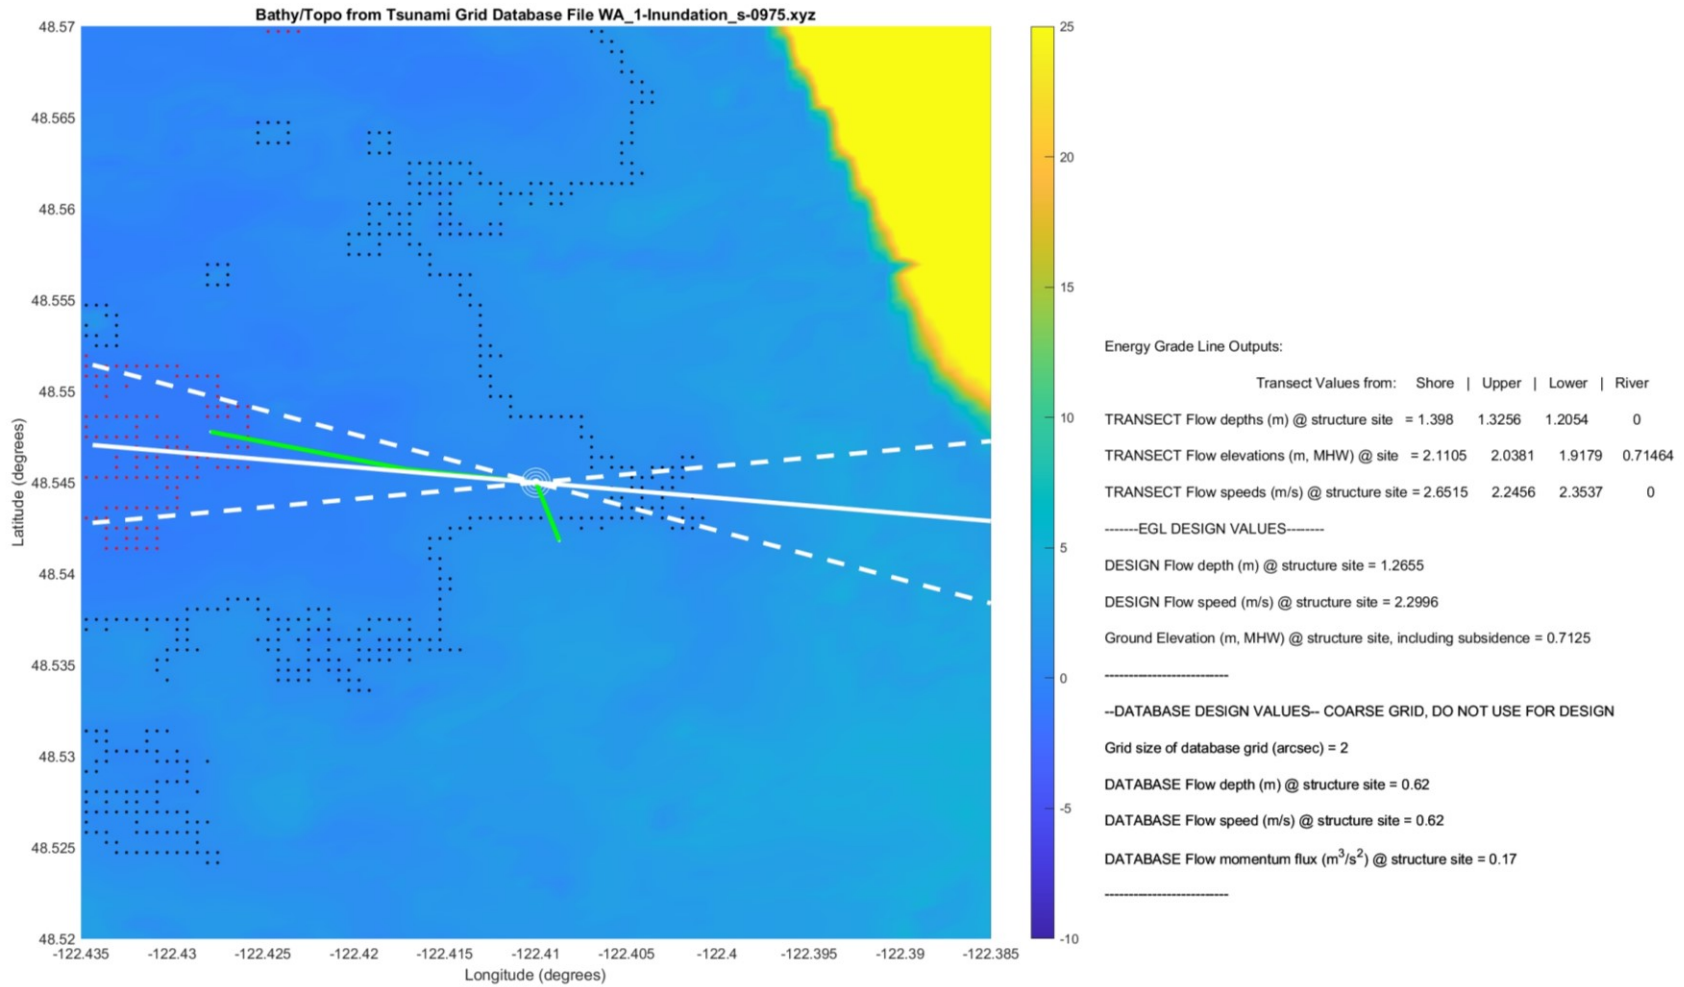 Bathy/Topo from Tsunami Grid Database File WA_1-Inundation_s-0975.xyz
48.57
48.565
48.56
48.555
48.55
48.545
48.54
48.535
48.53
48.525
48.52
Latitude (degrees)
-122.435 -122.43 -122.425 -122.42 -122.415 -122.41 -122.405 -122.4 -122.395 -122.39 -122.385
Longitude (degrees)
25
20
15
10
5
0
-5
-10
Energy Grade Line Outputs:
Transect Values from: Shore | Upper | Lower | River
TRANSECT Flow depths (m) @ structure site = 1.398 1.3256 1.2054 0
TRANSECT Flow elevations (m, MHW) @ site = 2.1105 2.0381 1.9179 0.71464
TRANSECT Flow speeds (m/s) @ structure site = 2.6515 2.2456 2.3537 0
-------EGL DESIGN VALUES--------
DESIGN Flow depth (m) @ structure site = 1.2655
DESIGN Flow speed (m/s) @ structure site = 2.2996
Ground Elevation (m, MHW) @ structure site, including subsidence = 0.7125
--------------------------
--DATABASE DESIGN VALUES-- COARSE GRID, DO NOT USE FOR DESIGN
Grid size of database grid (arcsec) = 2
DATABASE Flow depth (m) @ structure site = 0.62
DATABASE Flow speed (m/s) @ structure site = 0.62
DATABASE Flow momentum flux (m³/s²) @ structure site = 0.17
--------------------------